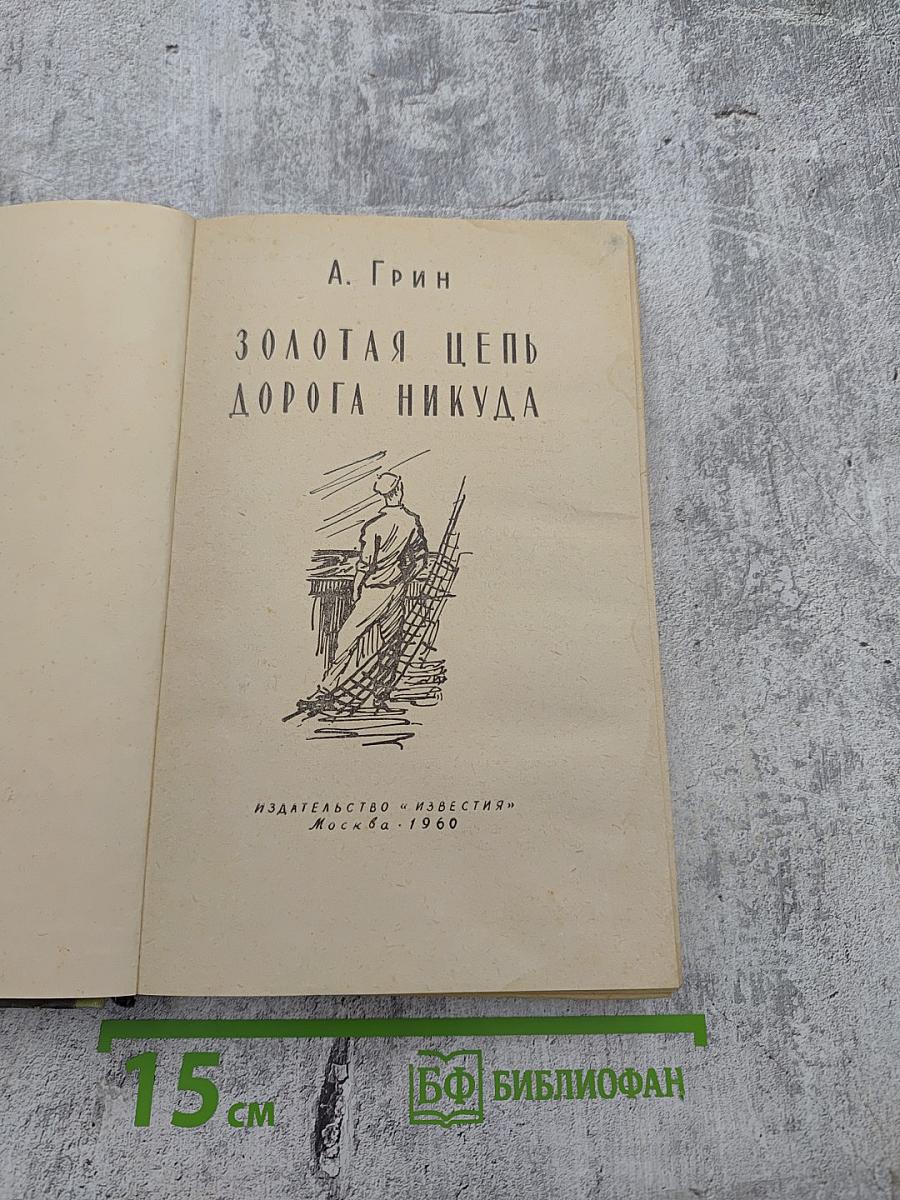 А. Грин
ЗОЛОТАЯ ЦЕПЬ
ДОРОГА НИКУДА
ИЗДАТЕЛЬСТВО «ИЗВЕСТИЯ»
Москва · 1960
15 см
БФ БИБЛИОФАН